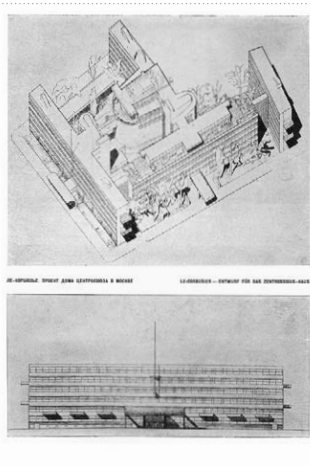 ЛЕ-КОРБЮЗЬЕ. ПРОЕКТ ДОМА ЦЕНТРОСОЮЗА В МОСКВЕ
LE-CORBUSIER — ENTWURF FÜR DAS ZENTROSOJUS-HAUS